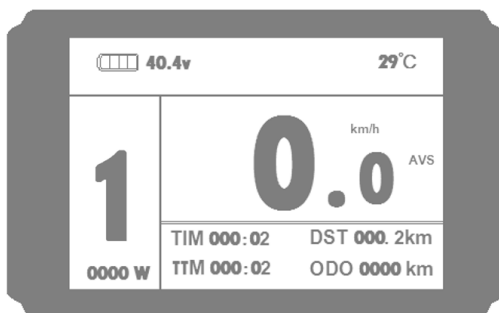 40.4v 29°C
km/h
1 0.0 AVS
TIM 000:02 DST 000. 2km
0000 W TTM 000:02 ODO 0000 km